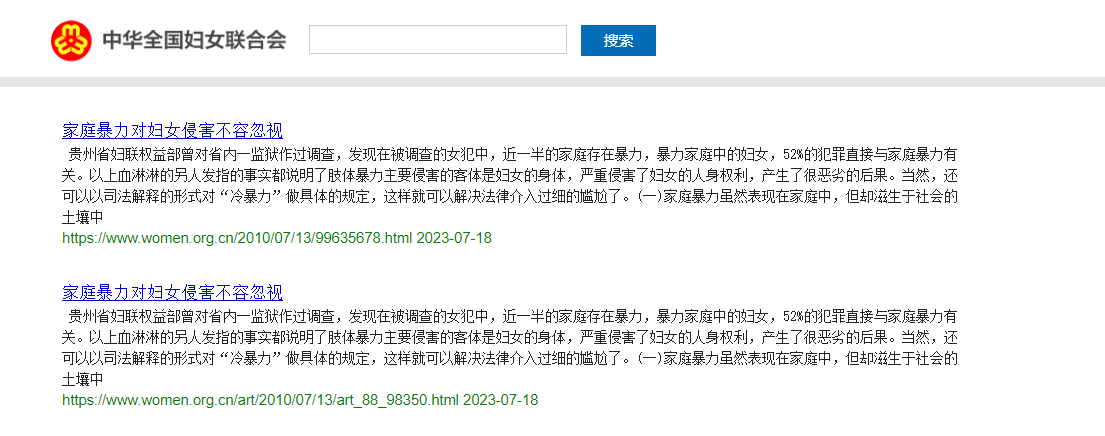 中华全国妇女联合会
搜索
家庭暴力对妇女侵害不容忽视
贵州省妇联权益部曾对省内一监狱作过调查，发现在被调查的女犯中，近一半的家庭存在暴力，暴力家庭中的妇女，52%的犯罪直接与家庭暴力有
关。以上血淋淋的另人发指的事实都说明了肢体暴力主要侵害的客体是妇女的身体，严重侵害了妇女的人身权利，产生了很恶劣的后果。当然，还
可以以司法解释的形式对“冷暴力”做具体的规定，这样就可以解决法律介入过细的尴尬了。(一)家庭暴力虽然表现在家庭中，但却滋生于社会的
土壤中
https://www.women.org.cn/2010/07/13/99635678.html 2023-07-18
家庭暴力对妇女侵害不容忽视
贵州省妇联权益部曾对省内一监狱作过调查，发现在被调查的女犯中，近一半的家庭存在暴力，暴力家庭中的妇女，52%的犯罪直接与家庭暴力有
关。以上血淋淋的另人发指的事实都说明了肢体暴力主要侵害的客体是妇女的身体，严重侵害了妇女的人身权利，产生了很恶劣的后果。当然，还
可以以司法解释的形式对“冷暴力”做具体的规定，这样就可以解决法律介入过细的尴尬了。(一)家庭暴力虽然表现在家庭中，但却滋生于社会的
土壤中
https://www.women.org.cn/art/2010/07/13/art_88_98350.html 2023-07-18